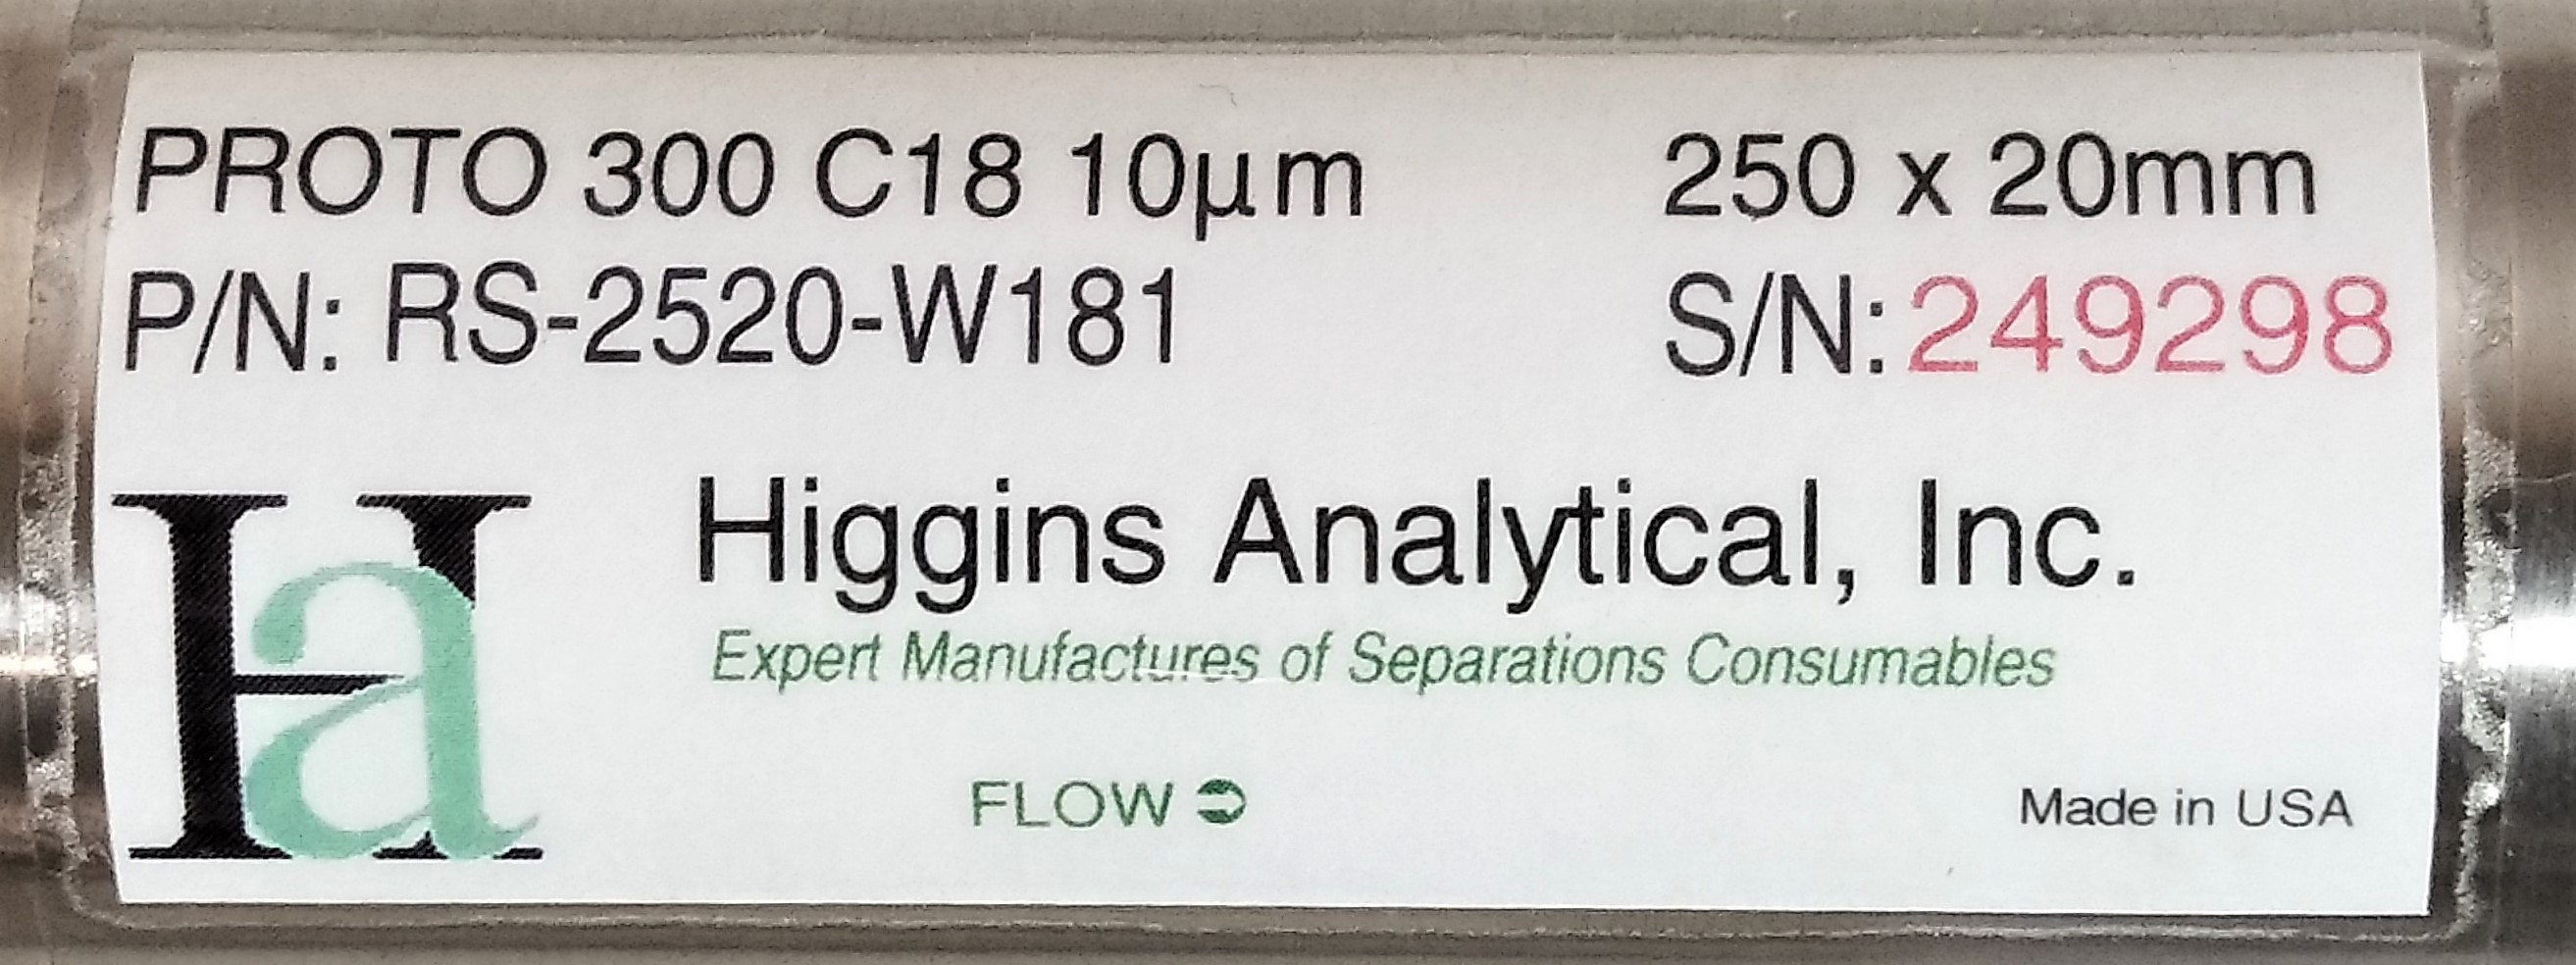 PROTO 300 C18 10µm 250 x 20mm
P/N: RS-2520-W181 S/N: 249298
Ha
Higgins Analytical, Inc.
Expert Manufactures of Separations Consumables
FLOW ➲ Made in USA